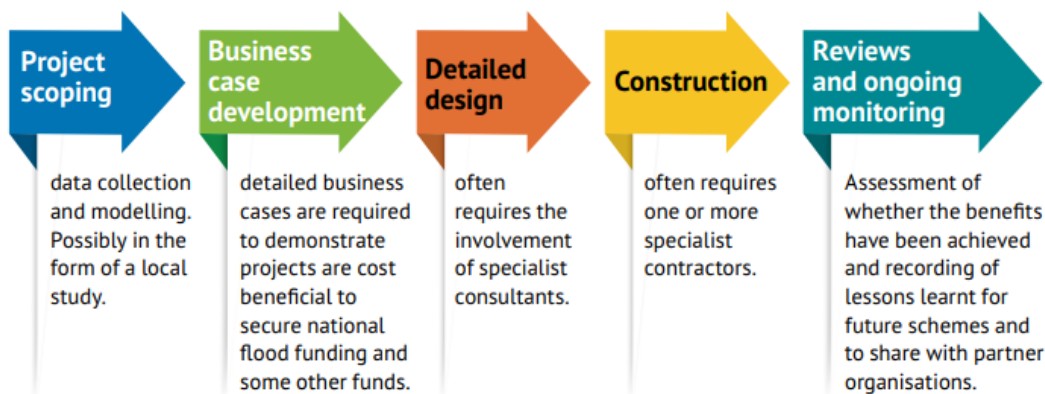 Project
scoping
data collection
and modelling.
Possibly in the
form of a local
study.
Business
case
development
detailed business
cases are required
to demonstrate
projects are cost
beneficial to
secure national
flood funding and
some other funds.
Detailed
design
often
requires the
involvement
of specialist
consultants.
Construction
often requires
one or more
specialist
contractors.
Reviews
and ongoing
monitoring
Assessment of
whether the benefits
have been achieved
and recording of
lessons learnt for
future schemes and
to share with partner
organisations.